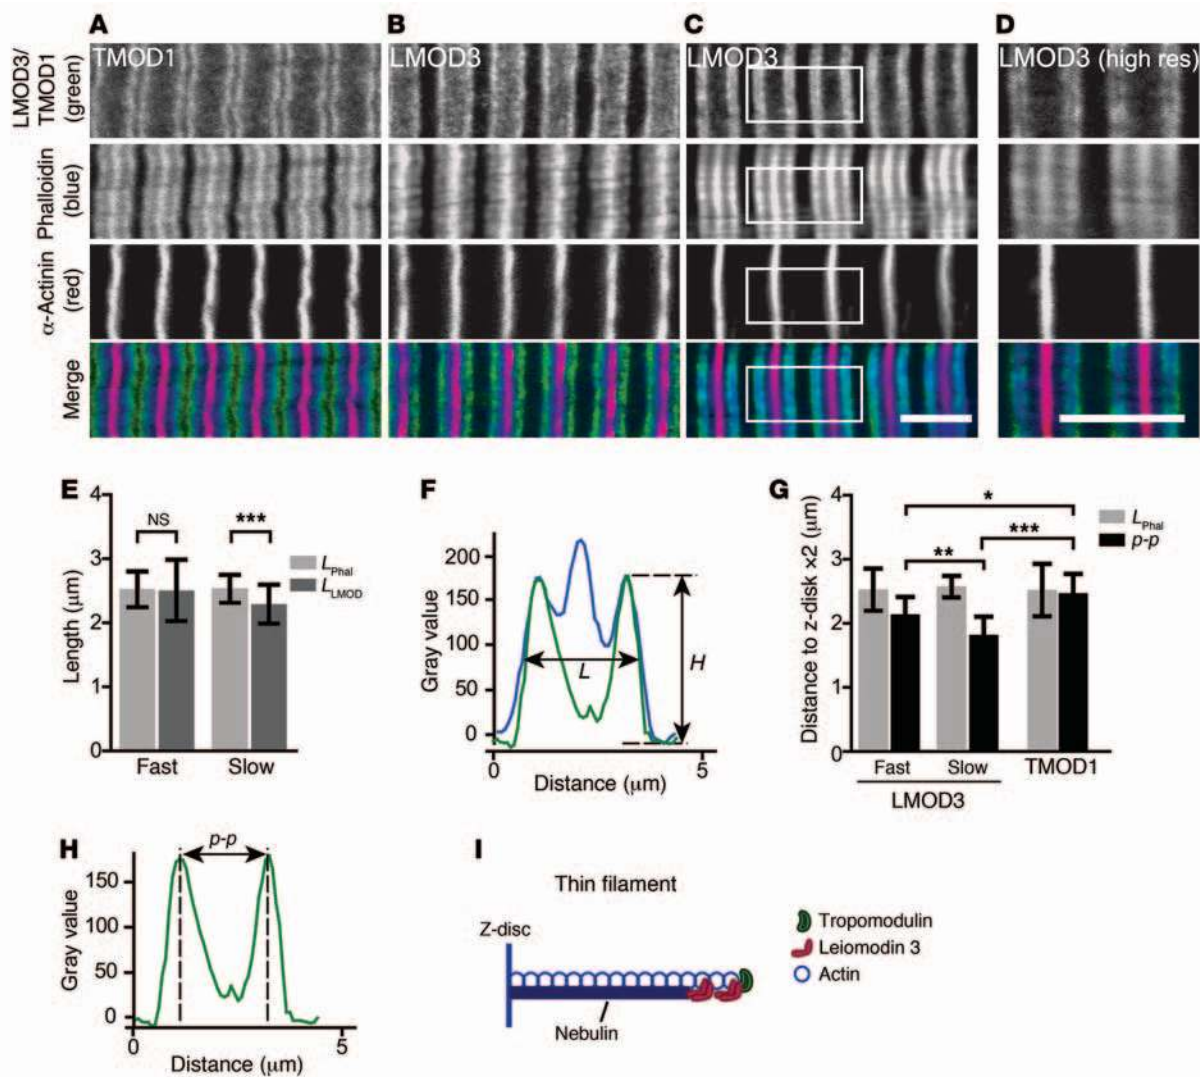 A
B
C
D
LMOD3/
TMOD1
(green)
TMOD1
LMOD3
LMOD3
LMOD3 (high res)
Phalloidin
(blue)
α-Actinin
(red)
Merge
E
Length (μm)
4
3
2
1
0
NS
***
Fast
Slow
L Phal
L LMOD
F
Gray value
200
150
100
50
0
L
H
0
5
Distance (μm)
G
Distance to z-disk ×2 (μm)
4
3
2
1
0
*
**
***
L Phal
p-p
Fast
Slow
TMOD1
LMOD3
H
Gray value
150
100
50
0
p-p
0
5
Distance (μm)
I
Thin filament
Z-disc
Nebulin
Tropomodulin
Leiomodin 3
Actin